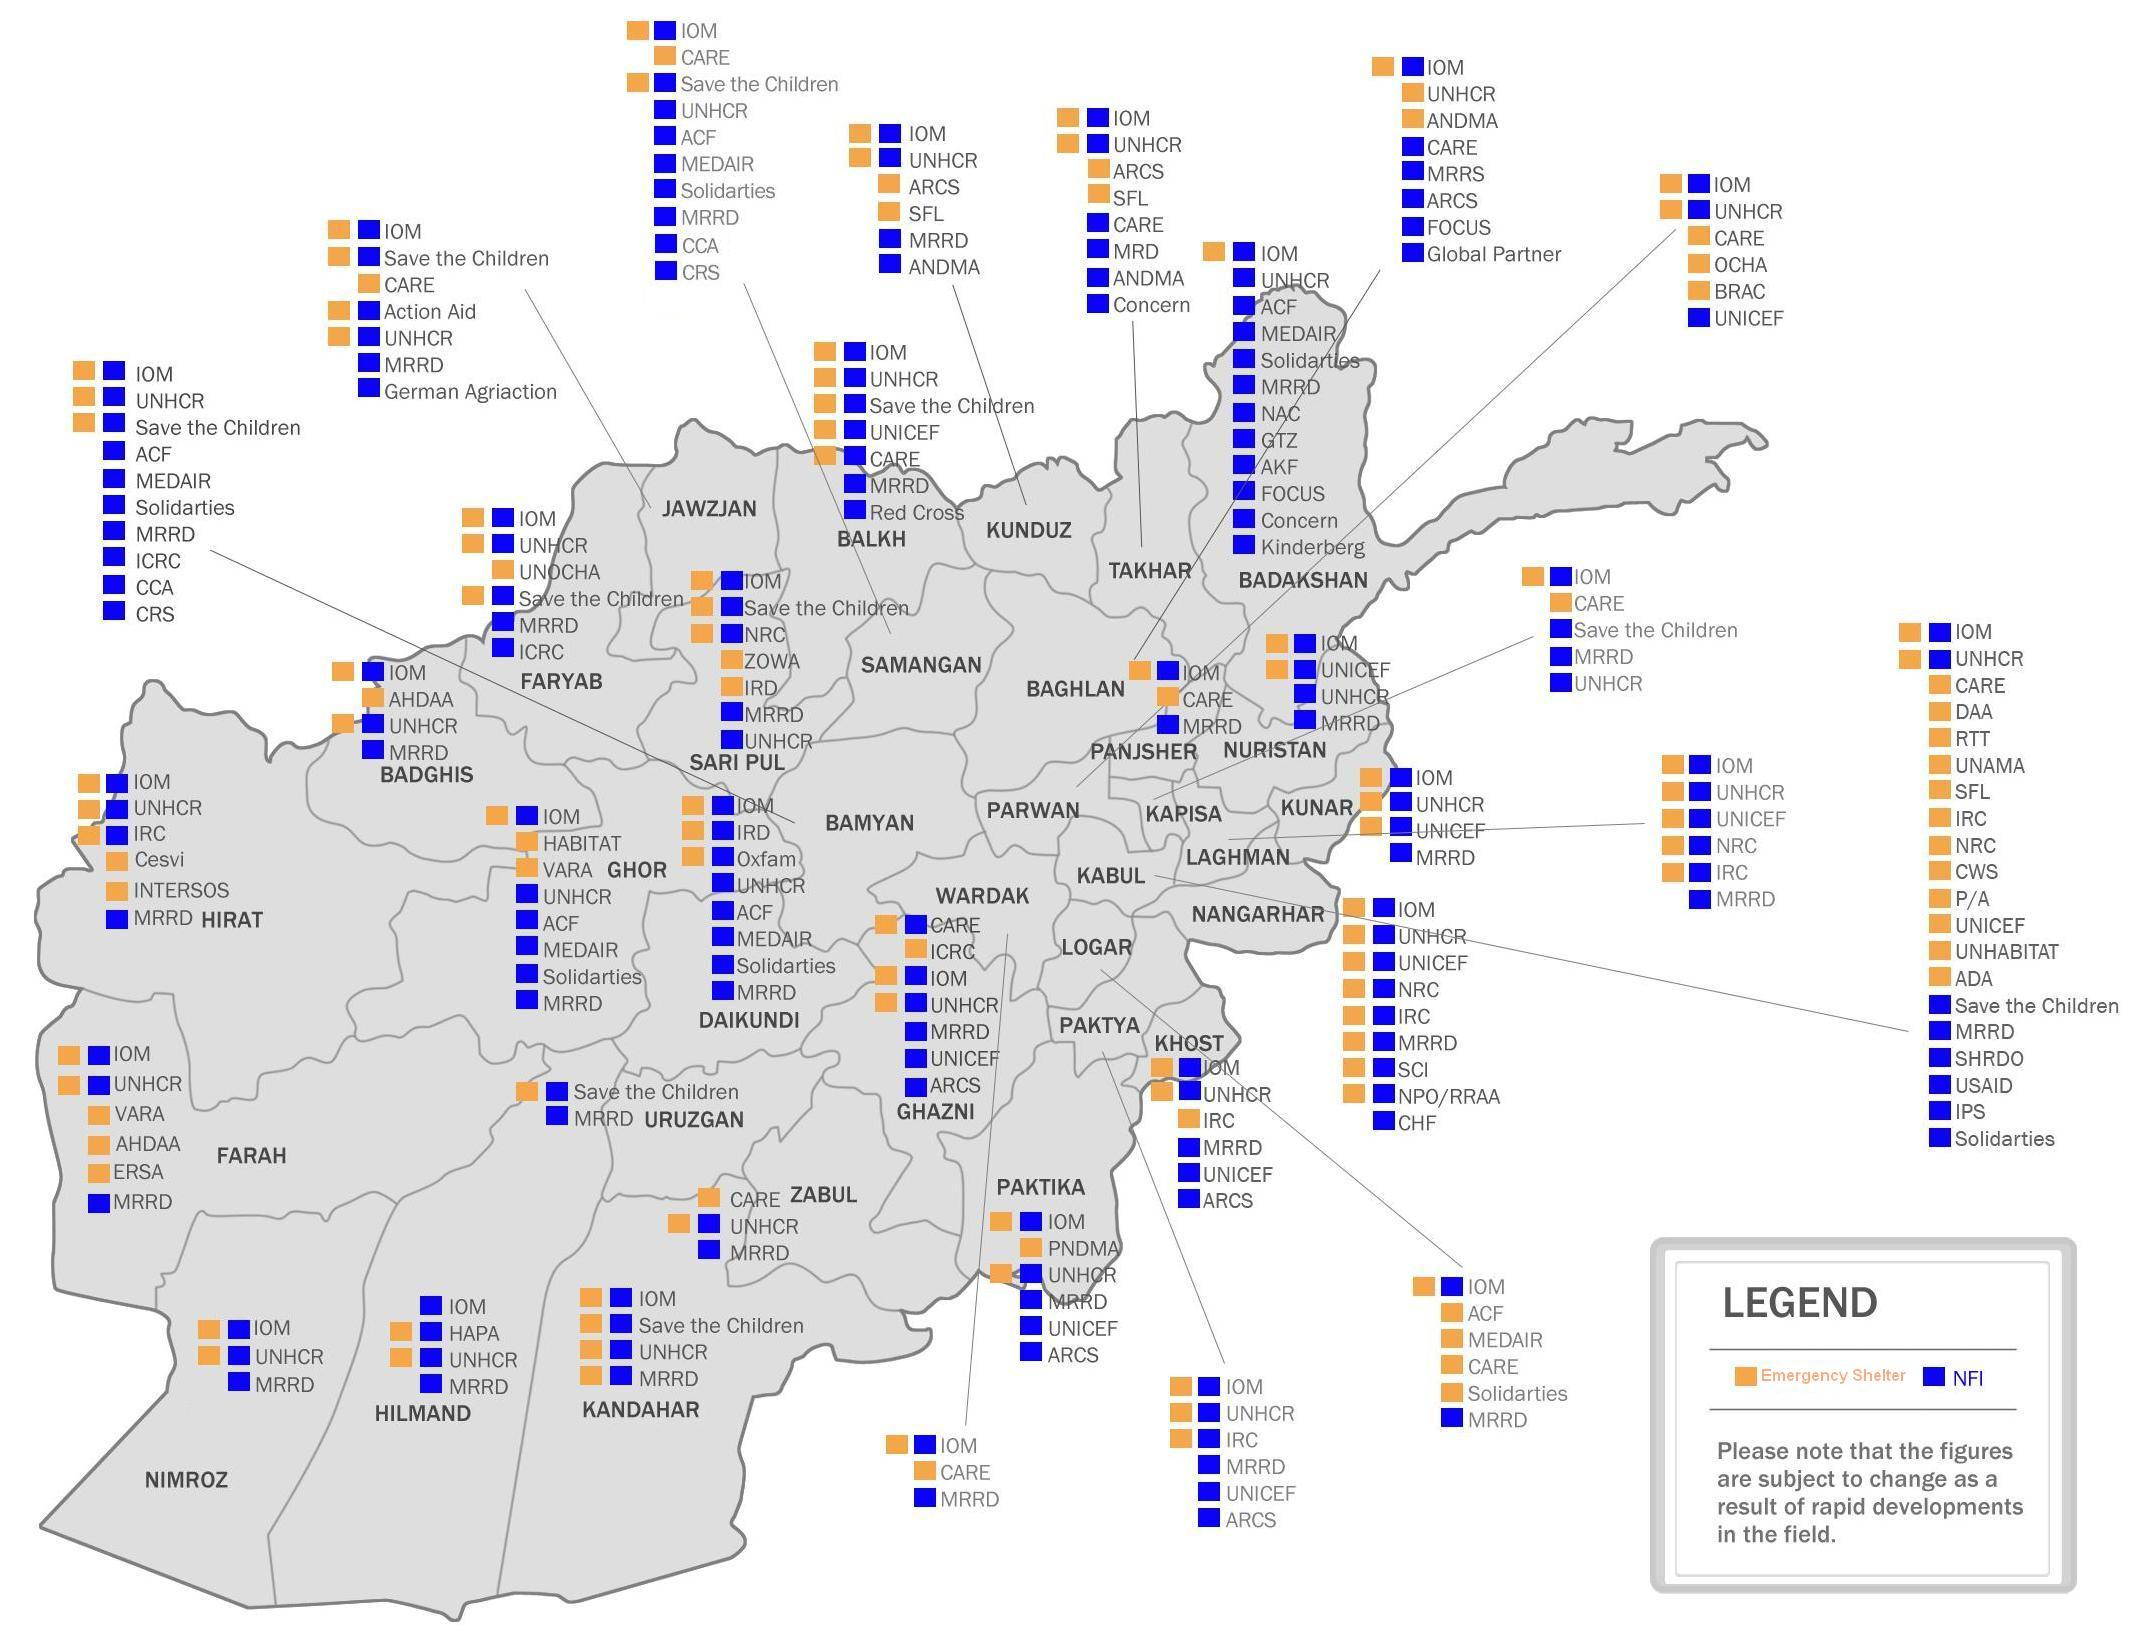 IOM
CARE
Save the Children
UNHCR
ACF
MEDAIR
Solidarties
MRRD
CCA
CRS
IOM
UNHCR
ARCS
SFL
MRRD
ANDMA
IOM
UNHCR
ARCS
SFL
CARE
MRD
ANDMA
Concern
IOM
UNHCR
ANDMA
CARE
MRRS
ARCS
FOCUS
Global Partner
IOM
UNHCR
CARE
OCHA
BRAC
UNICEF
IOM
Save the Children
CARE
Action Aid
UNHCR
MRRD
German Agriaction
IOM
UNHCR
ACF
MEDAIR
Solidarties
MRRD
NAC
GTZ
AKF
FOCUS
Concern
Kinderberg
BADAKSHAN
IOM
UNHCR
Save the Children
ACF
MEDAIR
Solidarties
MRRD
ICRC
CCA
CRS
IOM
UNHCR
Save the Children
UNICEF
CARE
MRRD
Red Cross
BALKH
JAWZJAN
KUNDUZ
TAKHAR
IOM
UNHCR
UNOCHA
Save the Children
MRRD
ICRC
FARYAB
IOM
Save the Children
NRC
ZOWA
IRD
MRRD
UNHCR
SARI PUL
SAMANGAN
BAGHLAN
IOM
CARE
MRRD
PANJSHER
IOM
UNICEF
UNHCR
MRRD
NURISTAN
IOM
CARE
Save the Children
MRRD
UNHCR
IOM
UNHCR
CARE
DAA
RTT
UNAMA
SFL
IRC
NRC
CWS
P/A
UNICEF
UNHABITAT
ADA
Save the Children
MRRD
SHRDO
USAID
IPS
Solidarties
IOM
AHDAA
UNHCR
MRRD
BADGHIS
IOM
UNHCR
IRC
Cesvi
INTERSOS
MRRD
HIRAT
IOM
HABITAT
VARA
UNHCR
ACF
MEDAIR
Solidarties
MRRD
GHOR
IOM
IRD
Oxfam
UNHCR
ACF
MEDAIR
Solidarties
MRRD
DAIKUNDI
BAMYAN
PARWAN
KAPISA
KUNAR
IOM
UNHCR
UNICEF
MRRD
IOM
UNHCR
UNICEF
NRC
IRC
MRRD
LAGHMAN
KABUL
WARDAK
NANGARHAR
LOGAR
IOM
UNHCR
UNICEF
NRC
IRC
MRRD
SCI
NPO/RRAA
CHF
CARE
ICRC
IOM
UNHCR
MRRD
UNICEF
ARCS
GHAZNI
PAKTYA
KHOST
IOM
UNHCR
IRC
MRRD
UNICEF
ARCS
IOM
UNHCR
VARA
AHDAA
ERSA
MRRD
FARAH
Save the Children
MRRD
URUZGAN
CARE
UNHCR
MRRD
ZABUL
PAKTIKA
IOM
PNDMA
UNHCR
MRRD
UNICEF
ARCS
IOM
UNHCR
MRRD
NIMROZ
IOM
HAPA
UNHCR
MRRD
HILMAND
IOM
Save the Children
UNHCR
MRRD
KANDAHAR
IOM
CARE
MRRD
IOM
UNHCR
IRC
MRRD
UNICEF
ARCS
IOM
ACF
MEDAIR
CARE
Solidarties
MRRD
LEGEND
Emergency Shelter NFI
Please note that the figures
are subject to change as a
result of rapid developments
in the field.